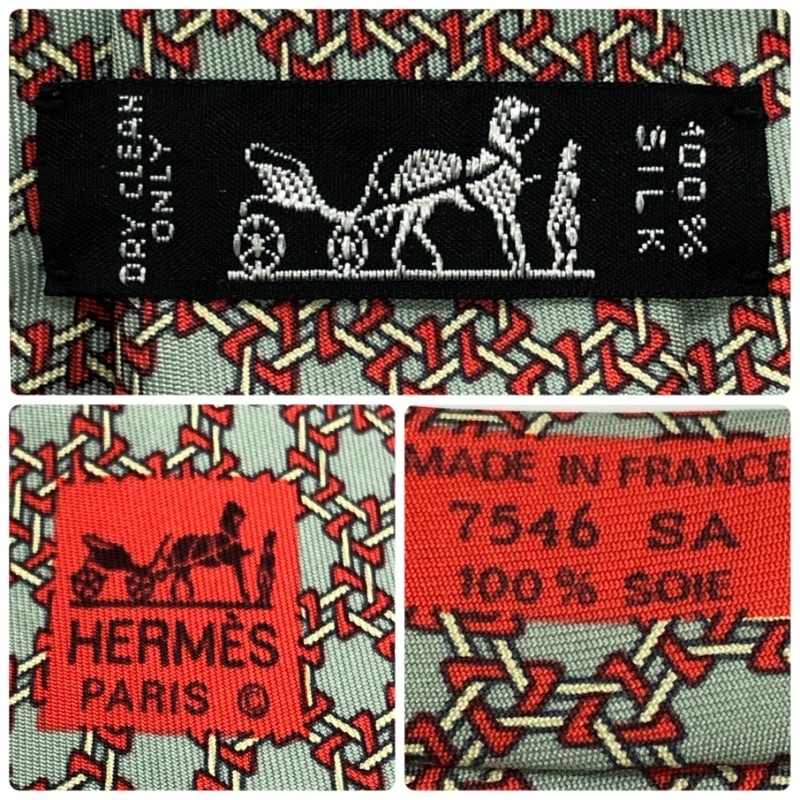 DRY CLEAN
ONLY
100%
SILK
HERMÈS
PARIS ©
MADE IN FRANCE
7546 SA
100% SOIE